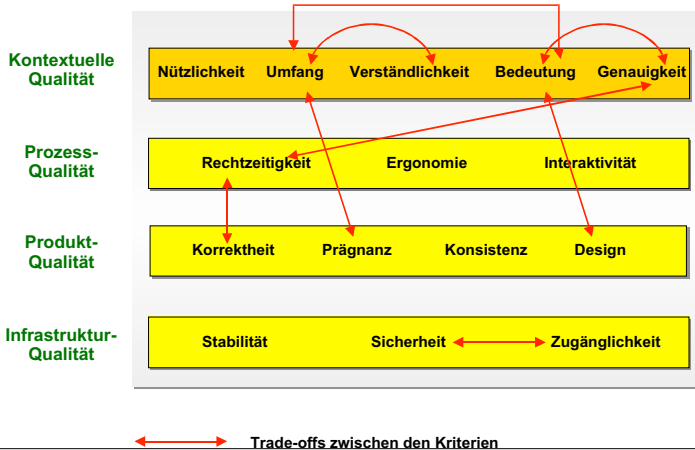 Kontextuelle
Qualität
Nützlichkeit Umfang Verständlichkeit Bedeutung Genauigkeit
Prozess-
Qualität
Rechtzeitigkeit Ergonomie Interaktivität
Produkt-
Qualität
Korrektheit Prägnanz Konsistenz Design
Infrastruktur-
Qualität
Stabilität Sicherheit Zugänglichkeit
Trade-offs zwischen den Kriterien